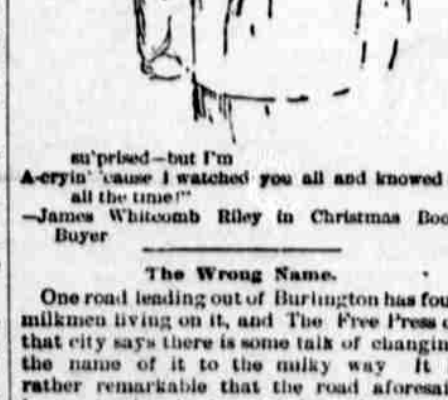 su'prised—but I'm
A-cryin' 'cause I watched you all and knowed
all the time!"
—James Whitcomb Riley in Christmas Boo
Buyer
The Wrong Name.
One road leading out of Burlington has fou
milkmen living on it, and The Free Press o
that city says there is some talk of changin
the name of it to the milky way It
rather remarkable that the road aforesai